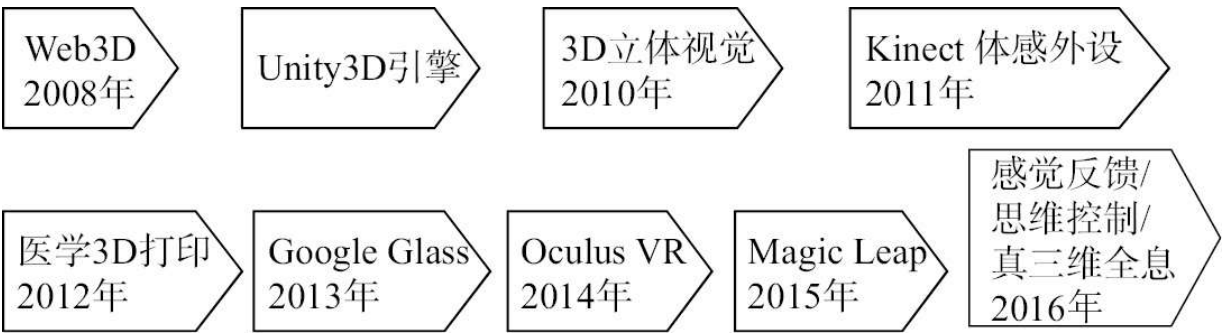 Web3D
2008年
Unity3D引擎
3D立体视觉
2010年
Kinect 体感外设
2011年
医学3D打印
2012年
Google Glass
2013年
Oculus VR
2014年
Magic Leap
2015年
感觉反馈/
思维控制/
真三维全息
2016年